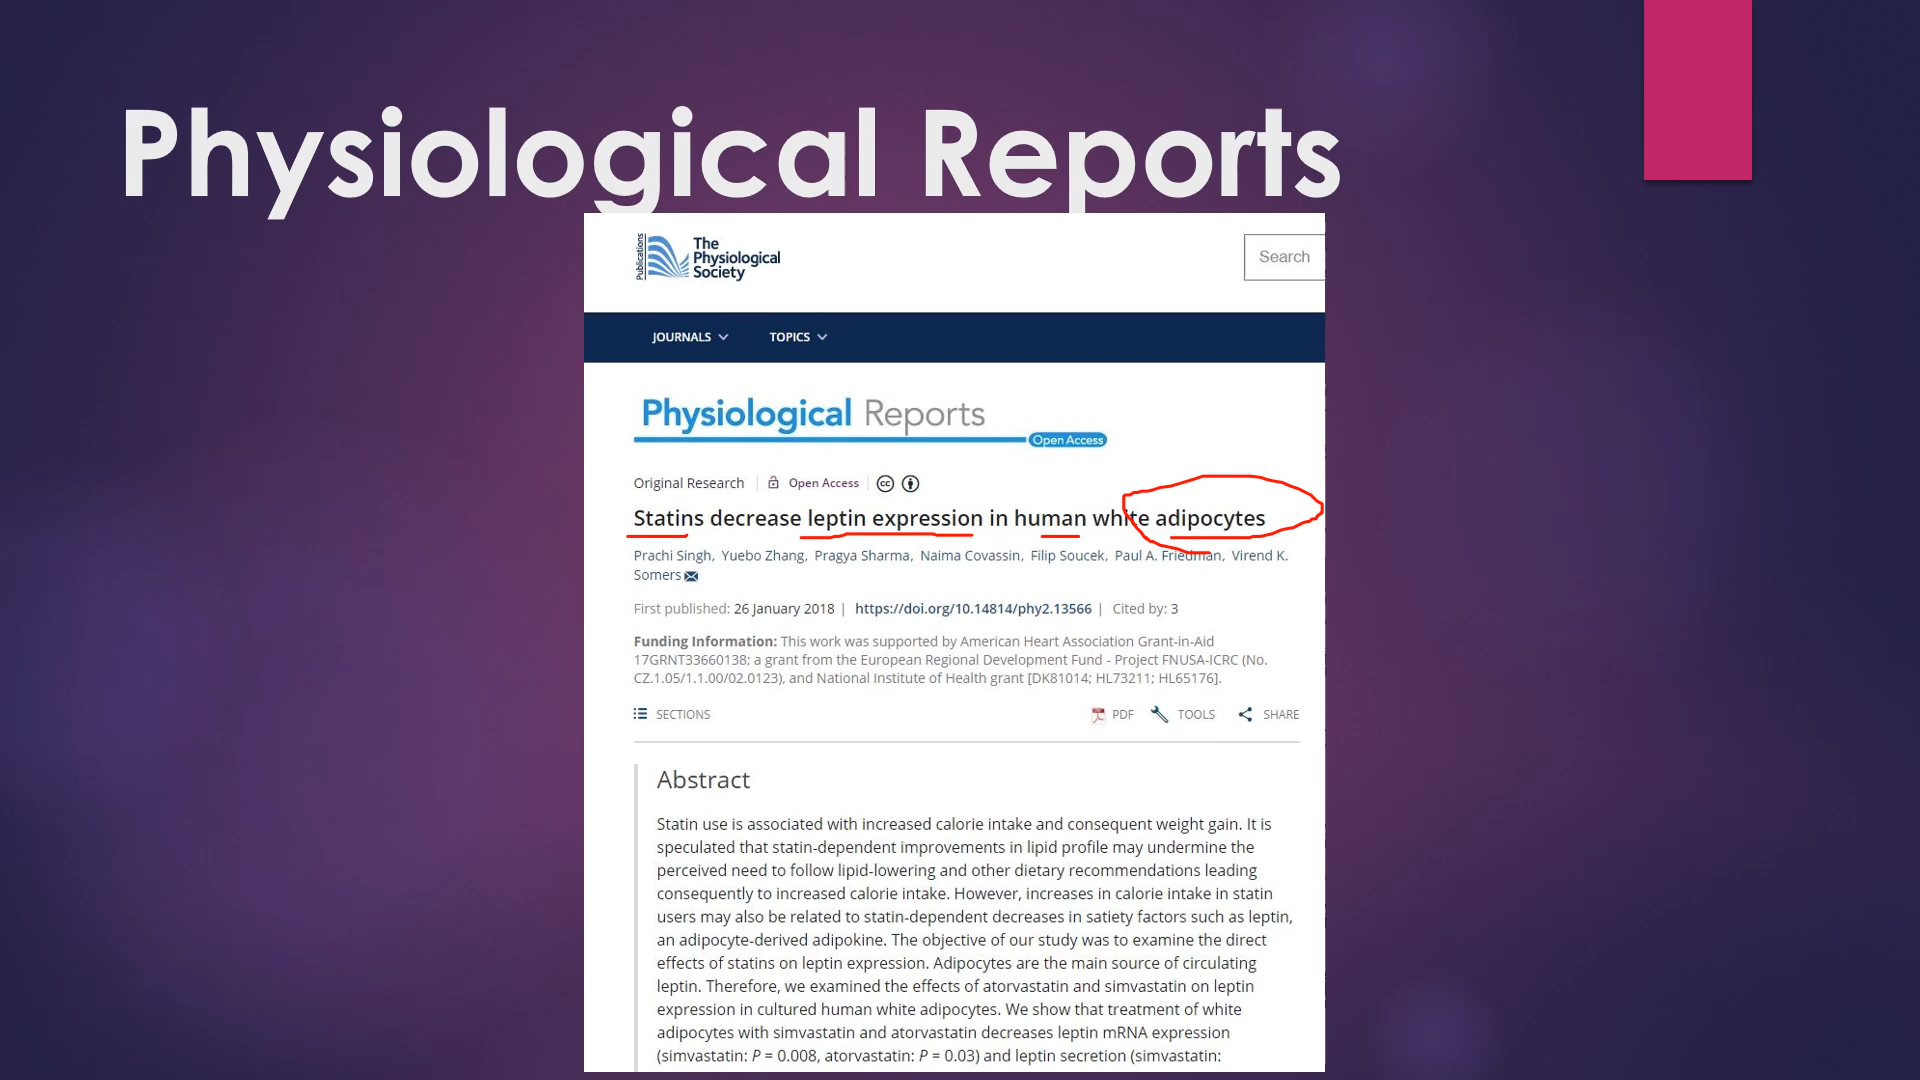 Physiological Reports
Publications
The
Physiological
Society
Search
JOURNALS TOPICS
Physiological Reports
Open Access
Original Research Open Access cc
Statins decrease leptin expression in human white adipocytes
Prachi Singh, Yuebo Zhang, Pragya Sharma, Naima Covassin, Filip Soucek, Paul A. Friedman, Virend K.
Somers
First published: 26 January 2018 | https://doi.org/10.14814/phy2.13566 | Cited by: 3
Funding Information: This work was supported by American Heart Association Grant-in-Aid
17GRNT33660138; a grant from the European Regional Development Fund - Project FNUSA-ICRC (No.
CZ.1.05/1.1.00/02.0123), and National Institute of Health grant [DK81014; HL73211; HL65176].
SECTIONS PDF TOOLS SHARE
Abstract
Statin use is associated with increased calorie intake and consequent weight gain. It is
speculated that statin-dependent improvements in lipid profile may undermine the
perceived need to follow lipid-lowering and other dietary recommendations leading
consequently to increased calorie intake. However, increases in calorie intake in statin
users may also be related to statin-dependent decreases in satiety factors such as leptin,
an adipocyte-derived adipokine. The objective of our study was to examine the direct
effects of statins on leptin expression. Adipocytes are the main source of circulating
leptin. Therefore, we examined the effects of atorvastatin and simvastatin on leptin
expression in cultured human white adipocytes. We show that treatment of white
adipocytes with simvastatin and atorvastatin decreases leptin mRNA expression
(simvastatin: P = 0.008, atorvastatin: P = 0.03) and leptin secretion (simvastatin: